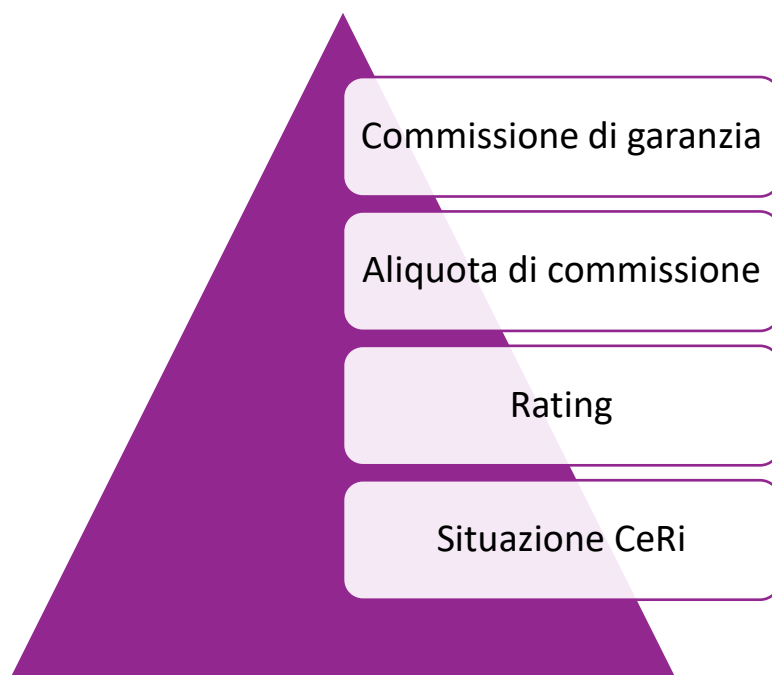 Commissione di garanzia
Aliquota di commissione
Rating
Situazione CeRi